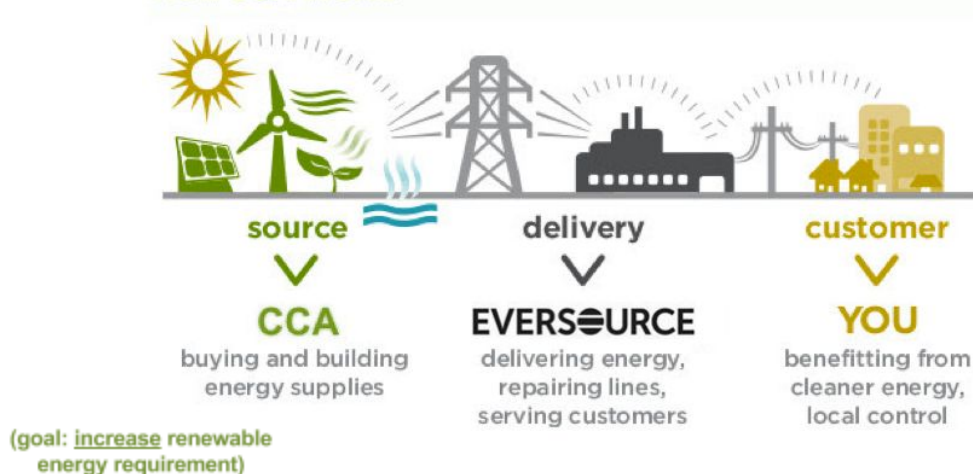 source
delivery
customer
CCA
EVERSOURCE
YOU
buying and building
energy supplies
delivering energy,
repairing lines,
serving customers
benefitting from
cleaner energy,
local control
(goal: increase renewable
energy requirement)